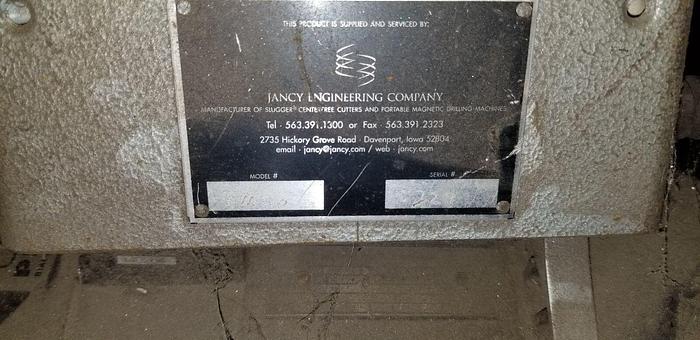 THIS PRODUCT IS SUPPLIED AND SERVICED BY:
JANCY ENGINEERING COMPANY
MANUFACTURER OF SLUGGER® CENTERFREE CUTTERS AND PORTABLE MAGNETIC DRILLING MACHINES
Tel · 563.391.1300 or Fax · 563.391.2323
2735 Hickory Grove Road · Davenport, Iowa 52804
email · jancy@jancy.com / web · jancy.com
MODEL # SERIAL #